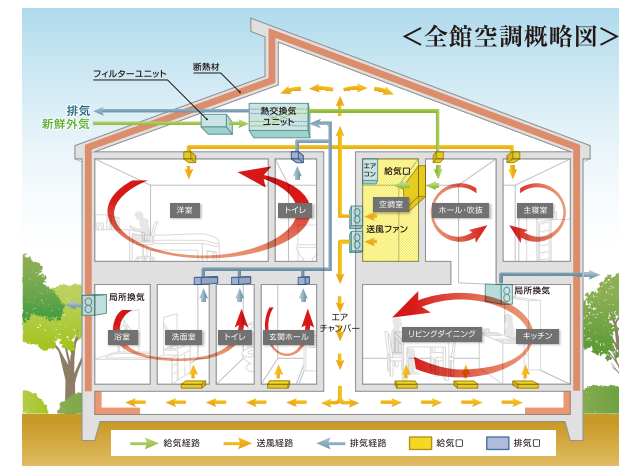 ＜全館空調概略図＞
断熱材
フィルターユニット
排気
新鮮外気
熱交換気
ユニット
エア
コン
給気口
空調室
送風ファン
洋室
トイレ
ホール・吹抜
主寝室
局所換気
局所換気
エア
チャンバー
浴室
洗面室
トイレ
玄関ホール
リビングダイニング
キッチン
給気経路
送風経路
排気経路
給気口
排気口